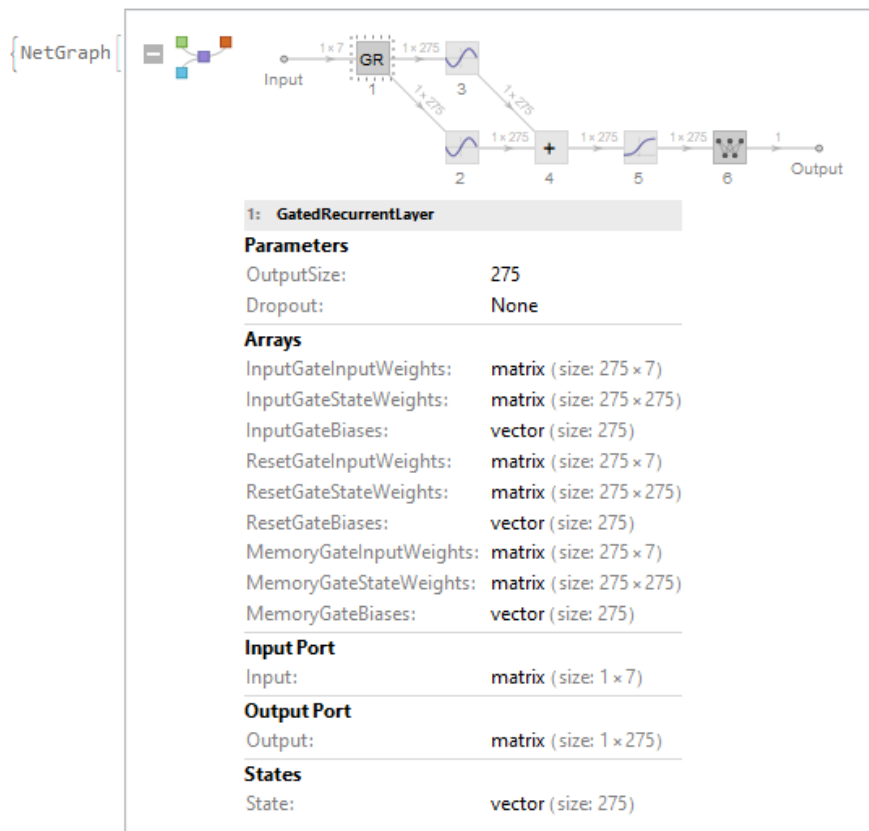 {NetGraph[
1×7
1×275
Input
GR
1
3
1×275
1×275
1×275
1×275
1×275
1
+
2
4
5
6
Output
1: GatedRecurrentLayer
Parameters
OutputSize: 275
Dropout: None
Arrays
InputGateInputWeights: matrix (size: 275×7)
InputGateStateWeights: matrix (size: 275×275)
InputGateBiases: vector (size: 275)
ResetGateInputWeights: matrix (size: 275×7)
ResetGateStateWeights: matrix (size: 275×275)
ResetGateBiases: vector (size: 275)
MemoryGateInputWeights: matrix (size: 275×7)
MemoryGateStateWeights: matrix (size: 275×275)
MemoryGateBiases: vector (size: 275)
Input Port
Input: matrix (size: 1×7)
Output Port
Output: matrix (size: 1×275)
States
State: vector (size: 275)